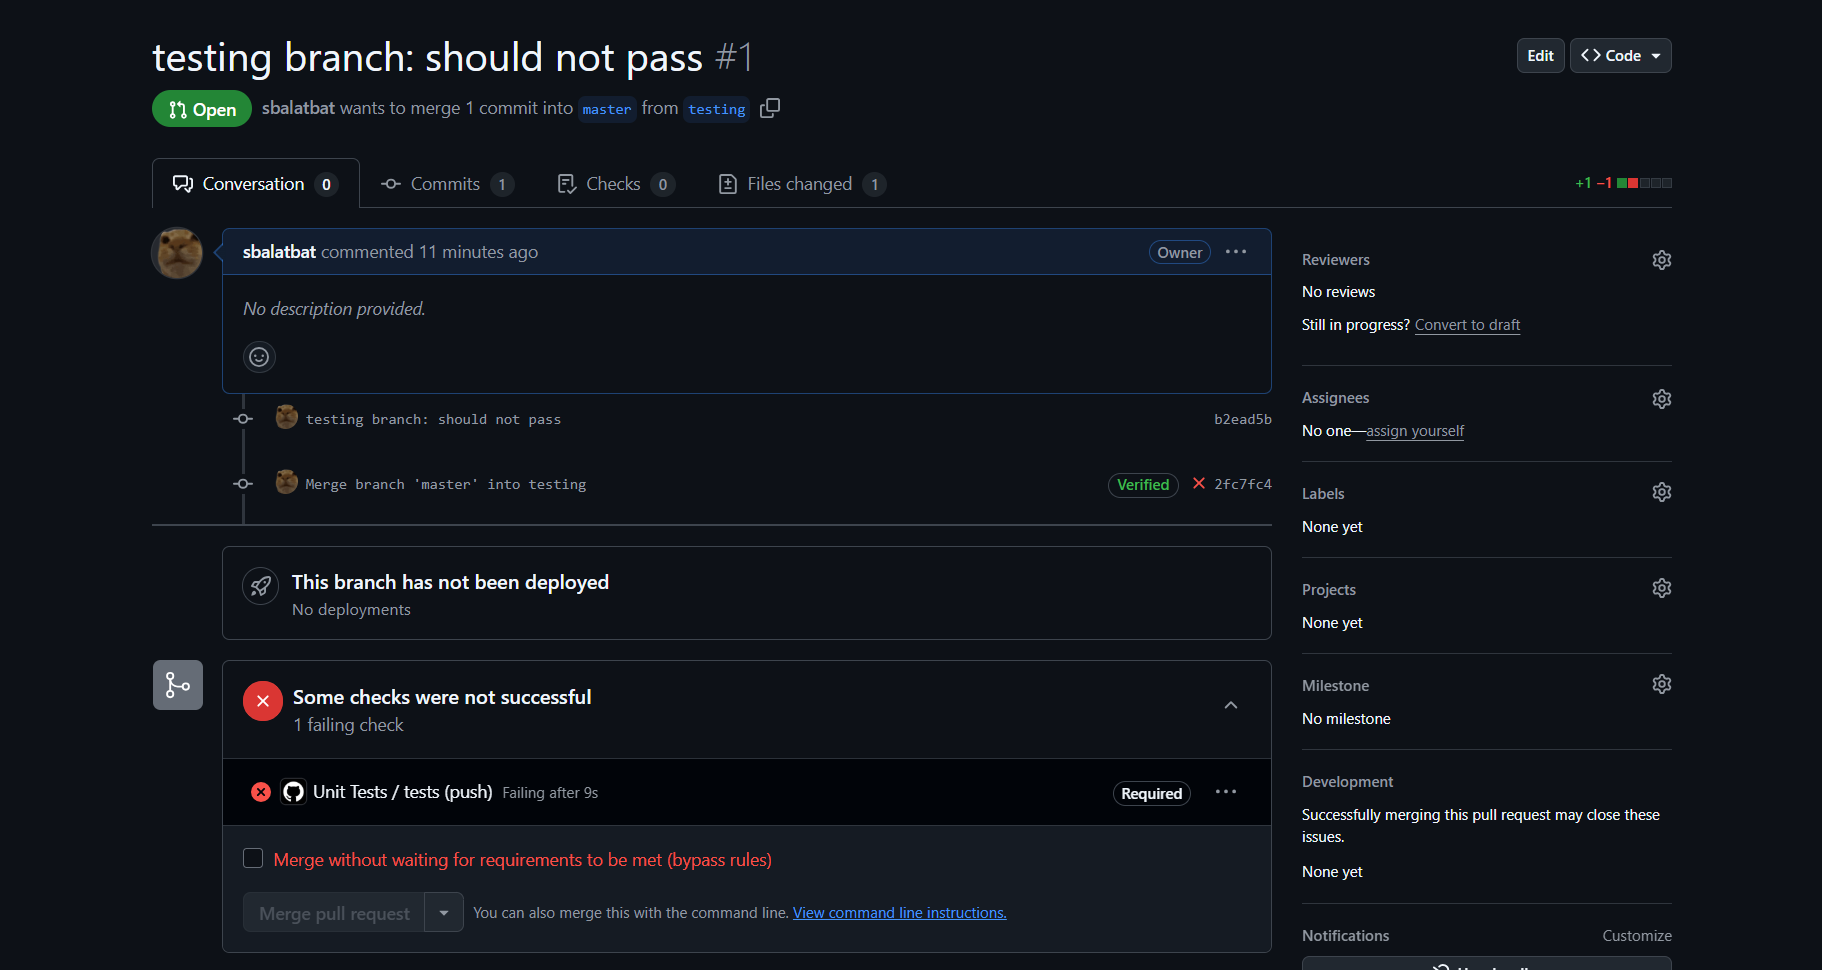 testing branch: should not pass #1
Edit
<> Code
Open
sbalatbat wants to merge 1 commit into master from testing
Conversation 0
Commits 1
Checks 0
Files changed 1
+1 −1
sbalatbat commented 11 minutes ago
Owner
No description provided.
testing branch: should not pass
b2ead5b
Merge branch 'master' into testing
Verified
2fc7fc4
This branch has not been deployed
No deployments
Some checks were not successful
1 failing check
Unit Tests / tests (push) Failing after 9s
Required
Merge without waiting for requirements to be met (bypass rules)
Merge pull request
You can also merge this with the command line. View command line instructions.
Reviewers
No reviews
Still in progress? Convert to draft
Assignees
No one—assign yourself
Labels
None yet
Projects
None yet
Milestone
No milestone
Development
Successfully merging this pull request may close these
issues.
None yet
Notifications
Customize